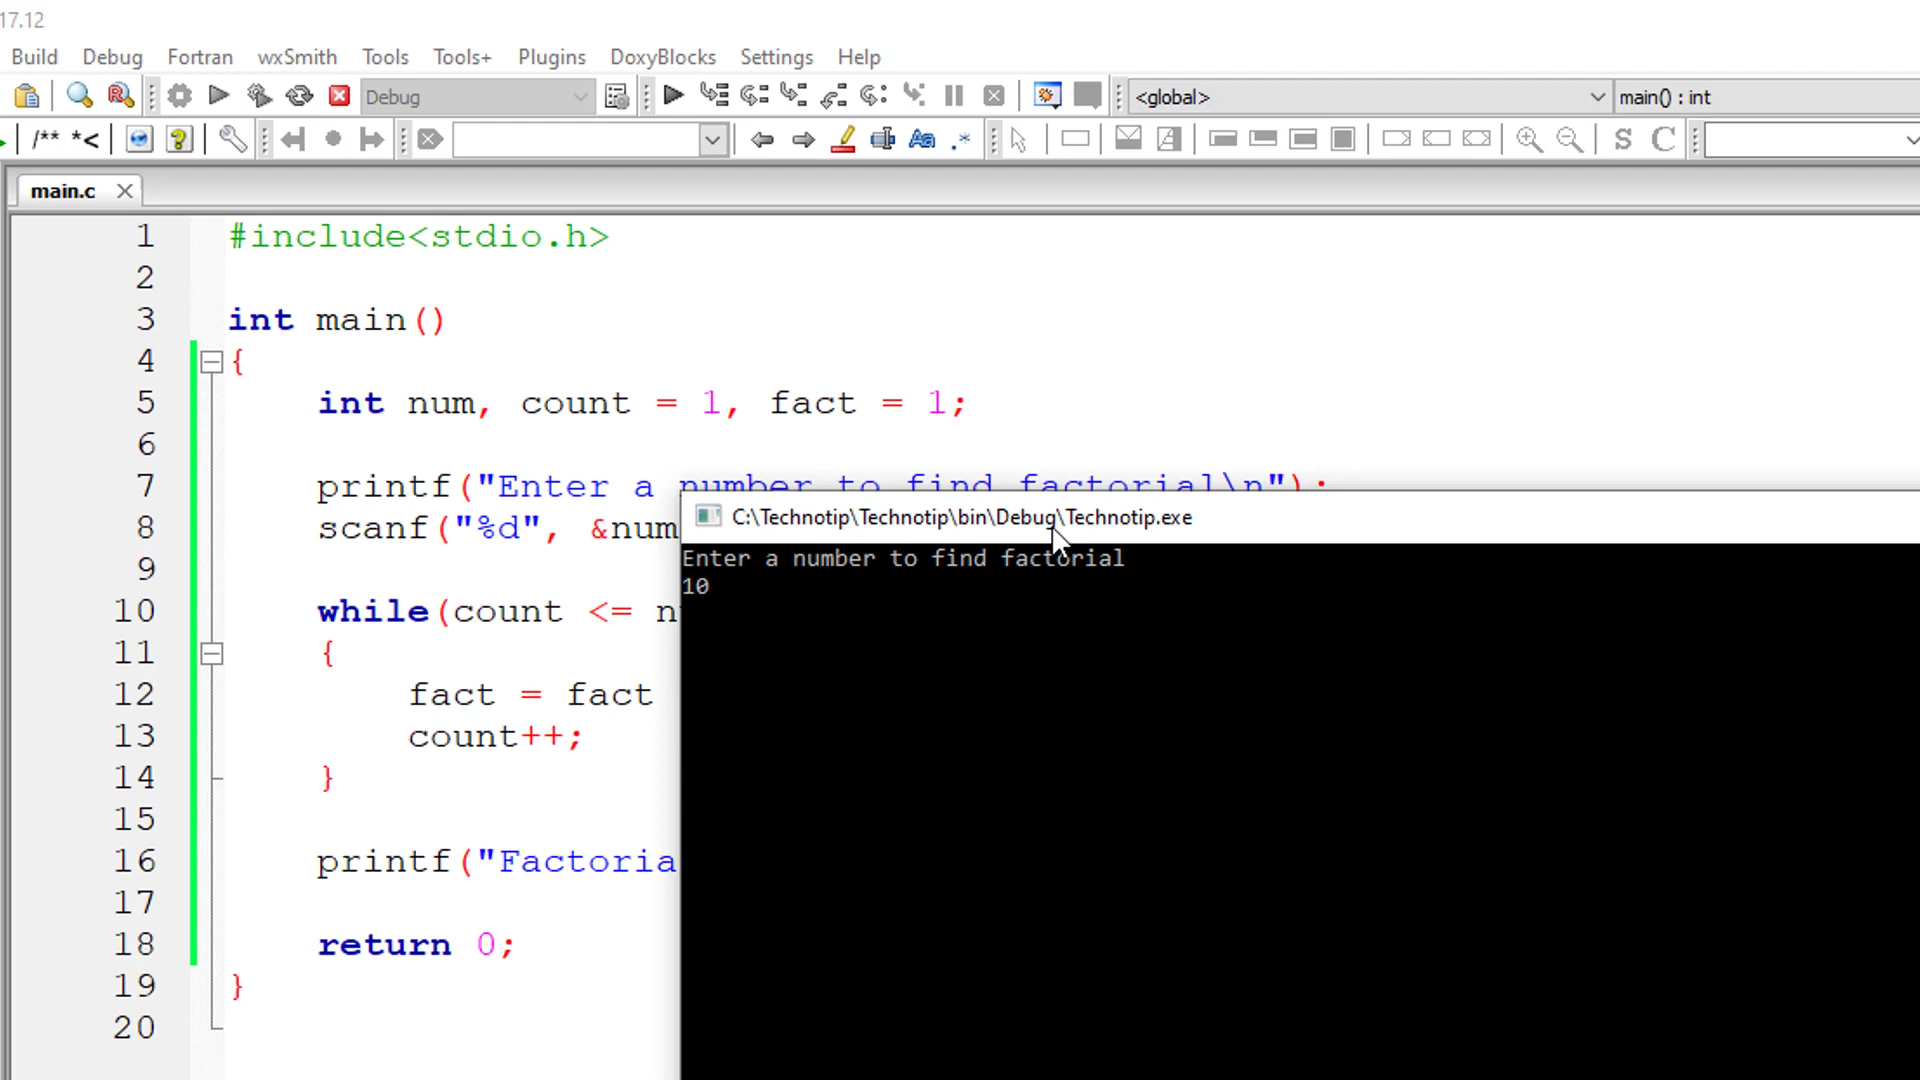 17.12
Build Debug Fortran wxSmith Tools Tools+ Plugins DoxyBlocks Settings Help
Debug <global> main() : int
/** *< S C
main.c
1 #include<stdio.h>
2
3 int main()
4 {
5 int num, count = 1, fact = 1;
6
7 printf("Enter a number to find factorial\n");
8 scanf("%d", &num
9
10 while(count <=
11 {
12 fact = fact
13 count++;
14 }
15
16 printf("Factoria
17
18 return 0;
19 }
20
C:\Technotip\Technotip\bin\Debug\Technotip.exe
Enter a number to find factorial
10